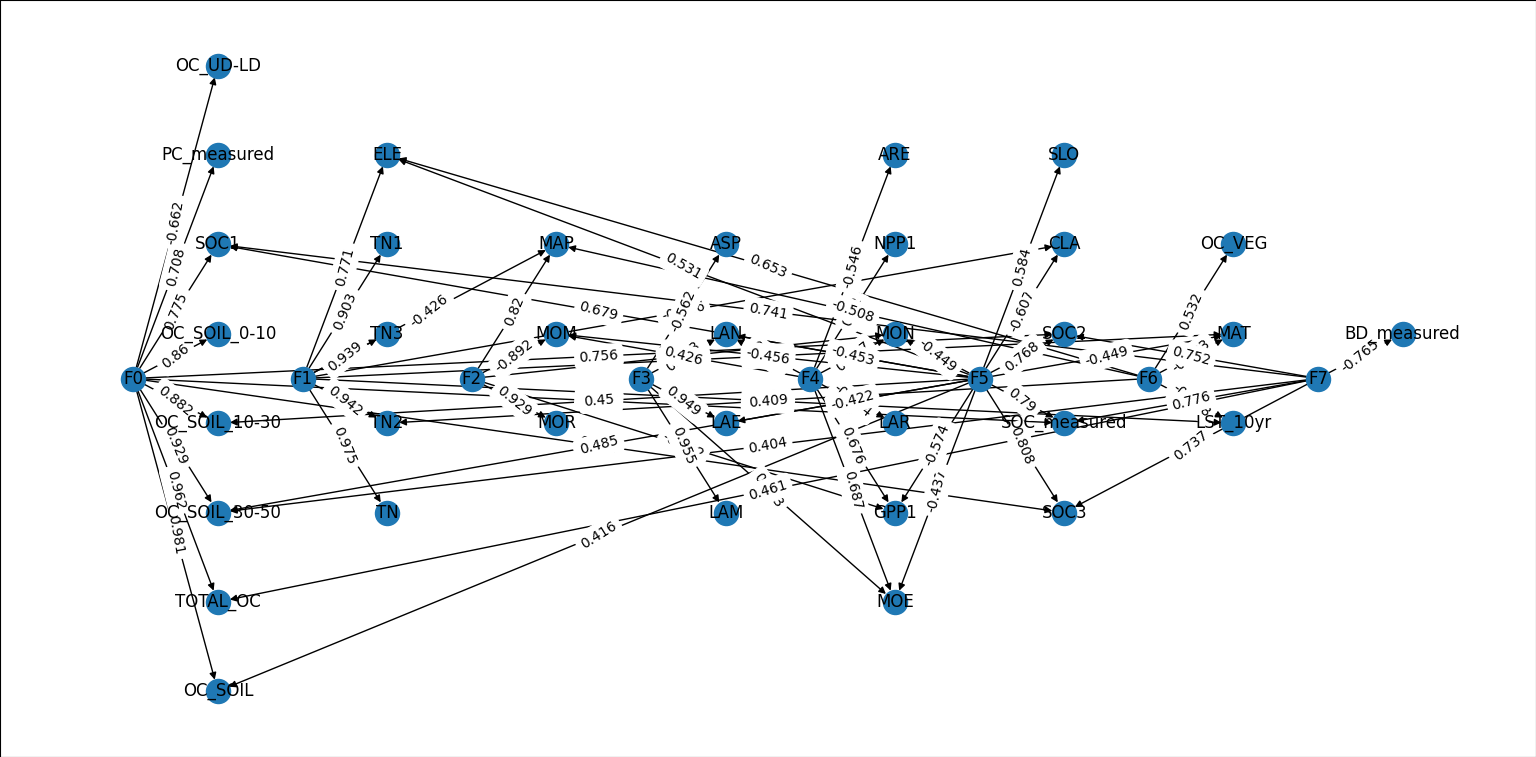 OC_UD-LD
PC_measured
ELE
ARE
SLO
SOC1
TN1
MAP
ASP
NPP1
CLA
OC_VEG
OC_SOIL_0-10
TN3
MOM
LAN
MON
SOC2
MAT
BD_measured
F0
F1
F2
F3
F4
F5
F6
F7
OC_SOIL_10-30
TN2
MOR
LAE
LAR
SOC_measured
LST_10yr
OC_SOIL_30-50
TN
LAM
GPP1
SOC3
TOTAL_OC
MOE
OC_SOIL
-0.662
0.708
0.775
0.86
0.882
0.929
0.962
0.981
0.771
0.903
0.939
0.942
0.975
-0.426
0.82
-0.892
0.929
0.531
0.653
0.679
0.741
-0.508
0.756
0.426
-0.456
-0.453
-0.449
0.45
0.409
-0.422
0.485
0.404
0.461
0.416
-0.562
0.949
0.955
-0.546
0.676
0.687
0.584
-0.607
0.768
0.79
0.808
-0.574
-0.437
-0.449
0.532
0.752
0.776
0.737
-0.765